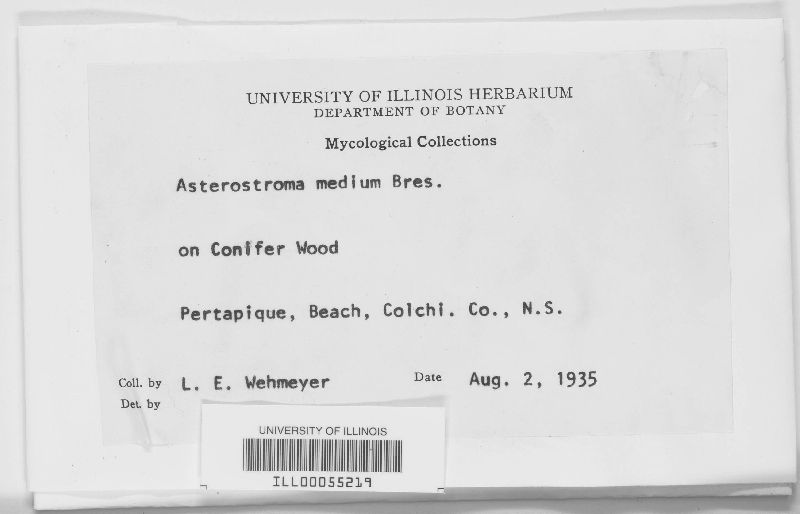 UNIVERSITY OF ILLINOIS HERBARIUM
DEPARTMENT OF BOTANY
Mycological Collections
Asterostroma medium Bres.
on Conifer Wood
Pertapique, Beach, Colchi. Co., N.S.
Coll. by L. E. Wehmeyer Date Aug. 2, 1935
Det. by
UNIVERSITY OF ILLINOIS
ILL00055219